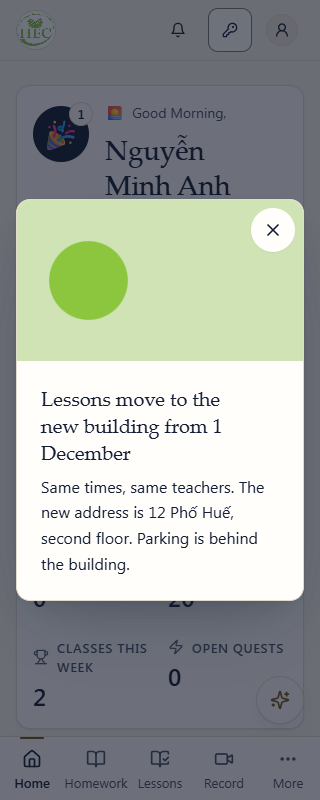 HEC
1
Good Morning,
Nguyễn
Minh Anh
Lessons move to the
new building from 1
December
Same times, same teachers. The
new address is 12 Phố Huế,
second floor. Parking is behind
the building.
CLASSES THIS
WEEK
2
OPEN QUESTS
0
Home
Homework
Lessons
Record
More